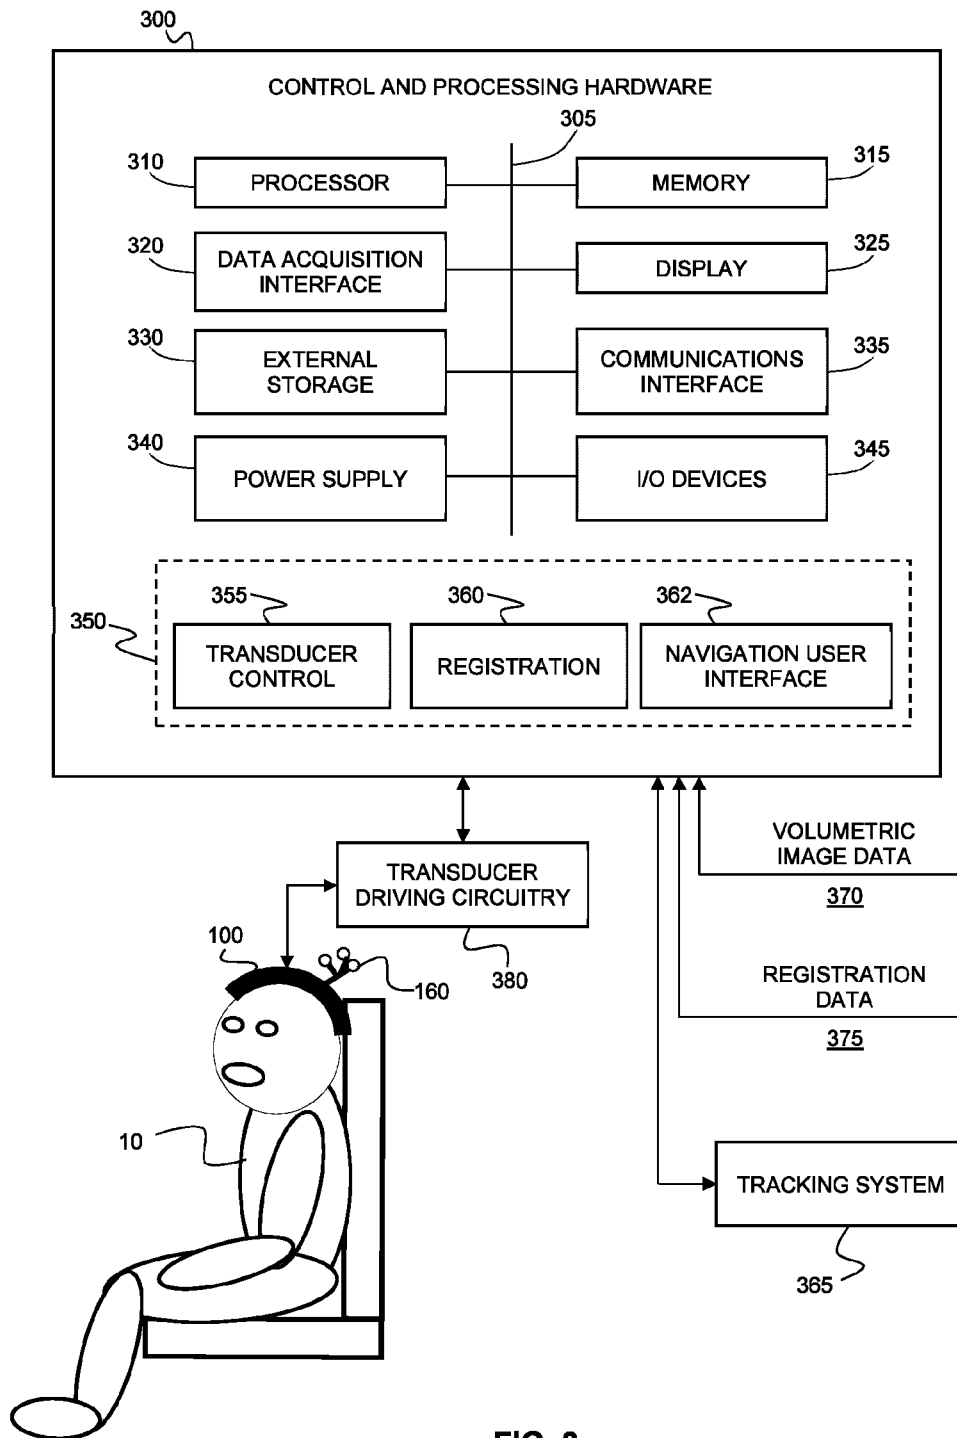 300
CONTROL AND PROCESSING HARDWARE
305
310
PROCESSOR
MEMORY
315
320
DATA ACQUISITION
INTERFACE
DISPLAY
325
330
EXTERNAL
STORAGE
COMMUNICATIONS
INTERFACE
335
340
POWER SUPPLY
I/O DEVICES
345
350
355
TRANSDUCER
CONTROL
360
REGISTRATION
362
NAVIGATION USER
INTERFACE
VOLUMETRIC
IMAGE DATA
370
TRANSDUCER
DRIVING CIRCUITRY
380
100
160
REGISTRATION
DATA
375
10
TRACKING SYSTEM
365